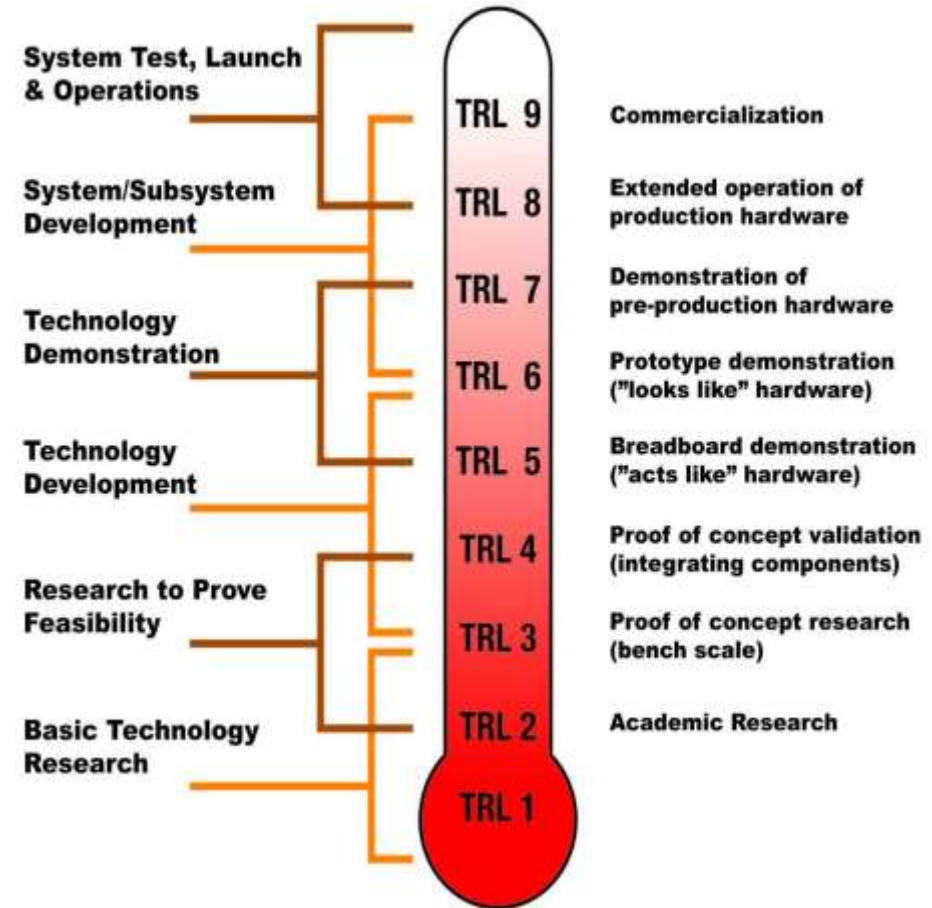 System Test, Launch
& Operations
System/Subsystem
Development
Technology
Demonstration
Technology
Development
Research to Prove
Feasibility
Basic Technology
Research
TRL 9
TRL 8
TRL 7
TRL 6
TRL 5
TRL 4
TRL 3
TRL 2
TRL 1
Commercialization
Extended operation of
production hardware
Demonstration of
pre-production hardware
Prototype demonstration
(”looks like” hardware)
Breadboard demonstration
(”acts like” hardware)
Proof of concept validation
(integrating components)
Proof of concept research
(bench scale)
Academic Research